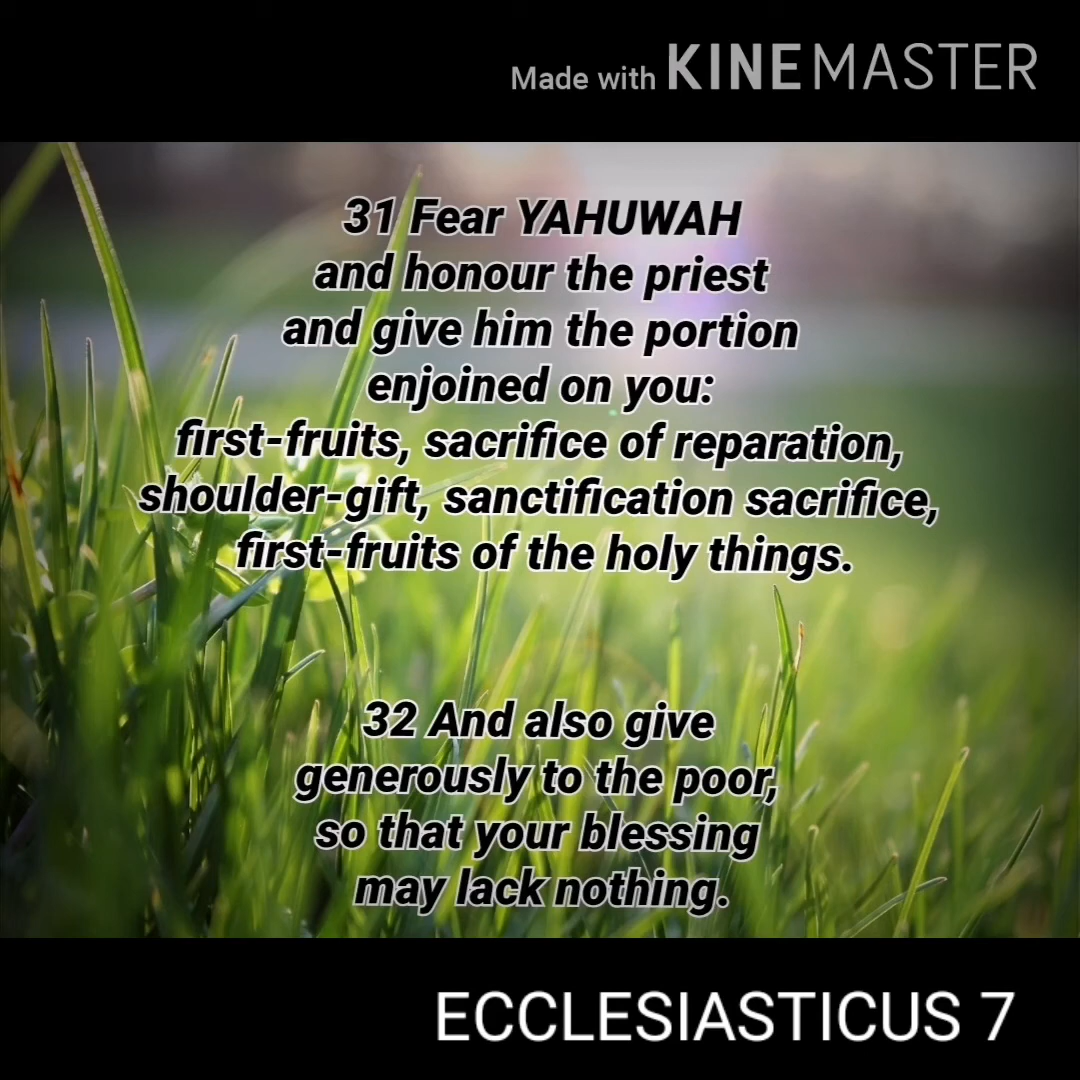 Made with KINEMASTER
31 Fear YAHUWAH
and honour the priest
and give him the portion
enjoined on you:
first-fruits, sacrifice of reparation,
shoulder-gift, sanctification sacrifice,
first-fruits of the holy things.
32 And also give
generously to the poor,
so that your blessing
may lack nothing.
ECCLESIASTICUS 7